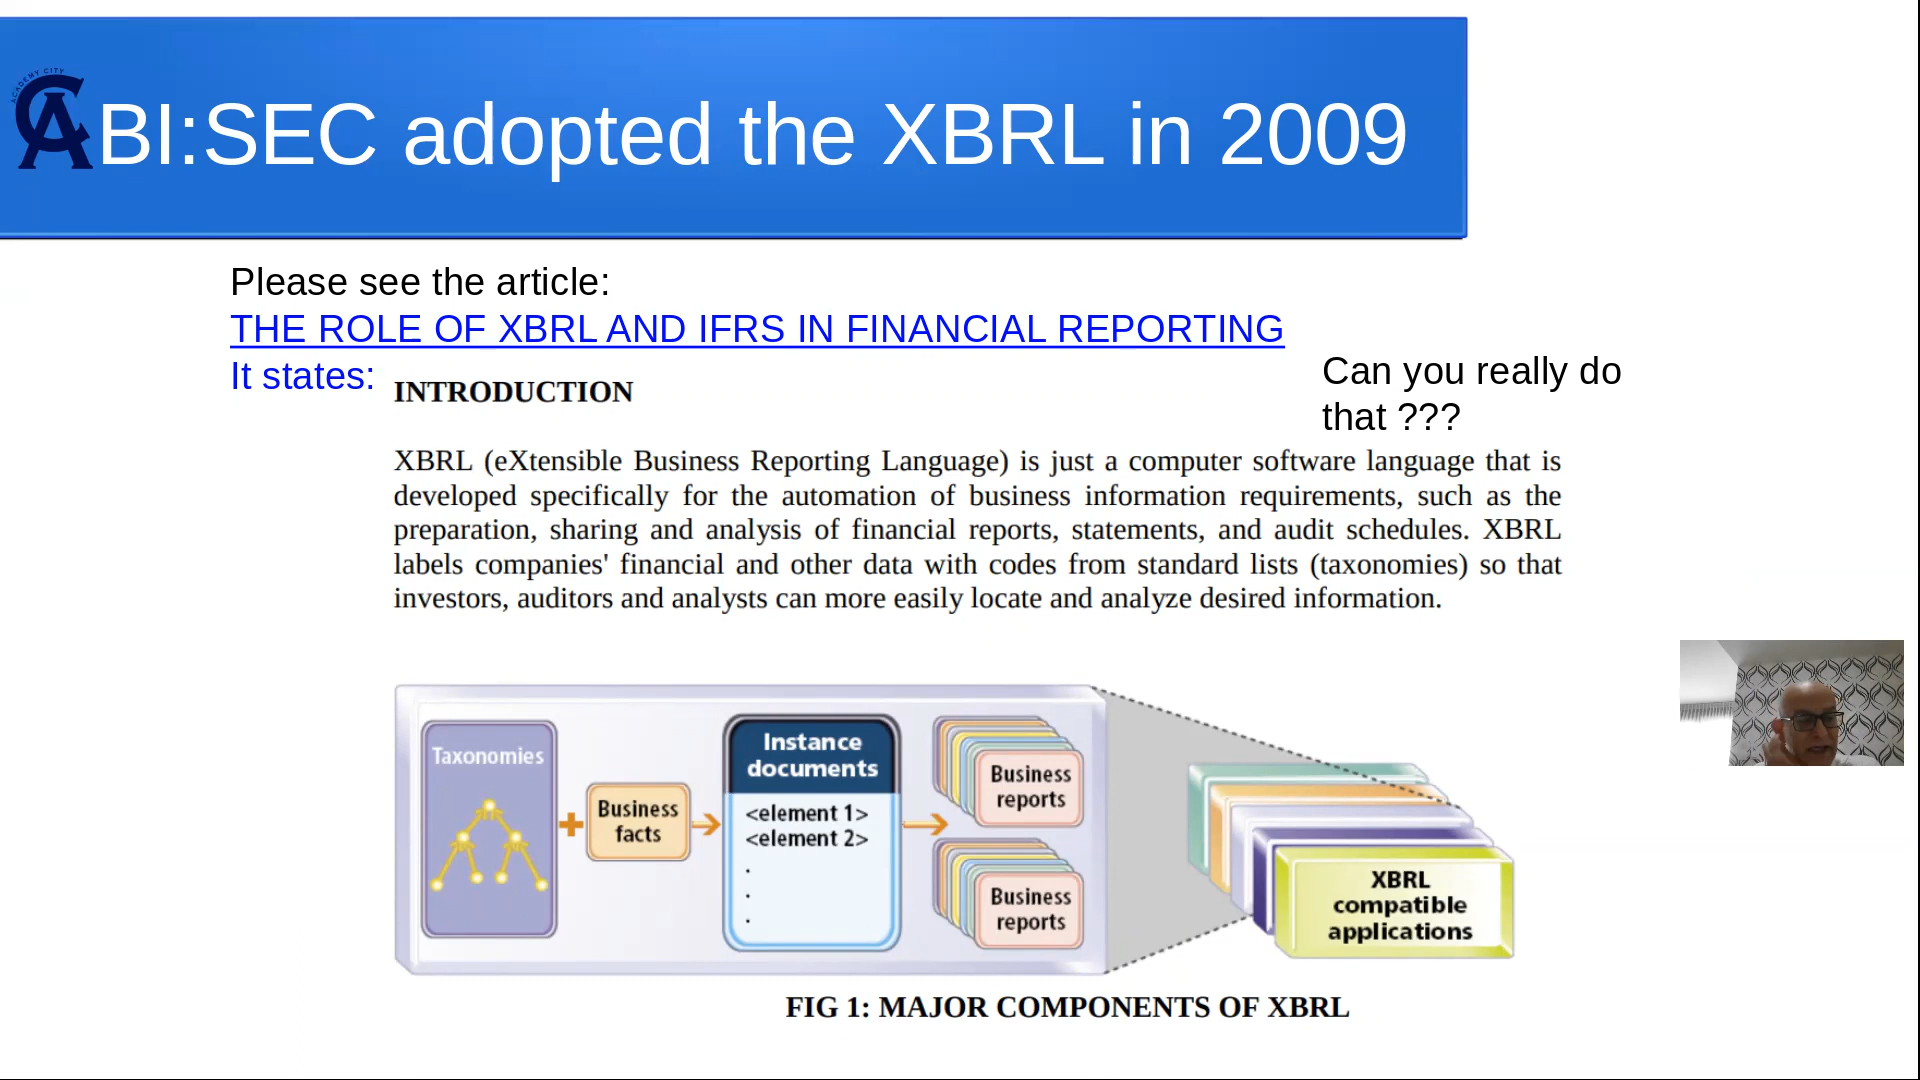 ACADEMY CITY
CA
BI:SEC adopted the XBRL in 2009
Please see the article:
THE ROLE OF XBRL AND IFRS IN FINANCIAL REPORTING
It states:
Can you really do
that ???
INTRODUCTION
XBRL (eXtensible Business Reporting Language) is just a computer software language that is
developed specifically for the automation of business information requirements, such as the
preparation, sharing and analysis of financial reports, statements, and audit schedules. XBRL
labels companies' financial and other data with codes from standard lists (taxonomies) so that
investors, auditors and analysts can more easily locate and analyze desired information.
Taxonomies
Business
facts
Instance
documents
<element 1>
<element 2>
.
.
.
Business
reports
Business
reports
XBRL
compatible
applications
FIG 1: MAJOR COMPONENTS OF XBRL